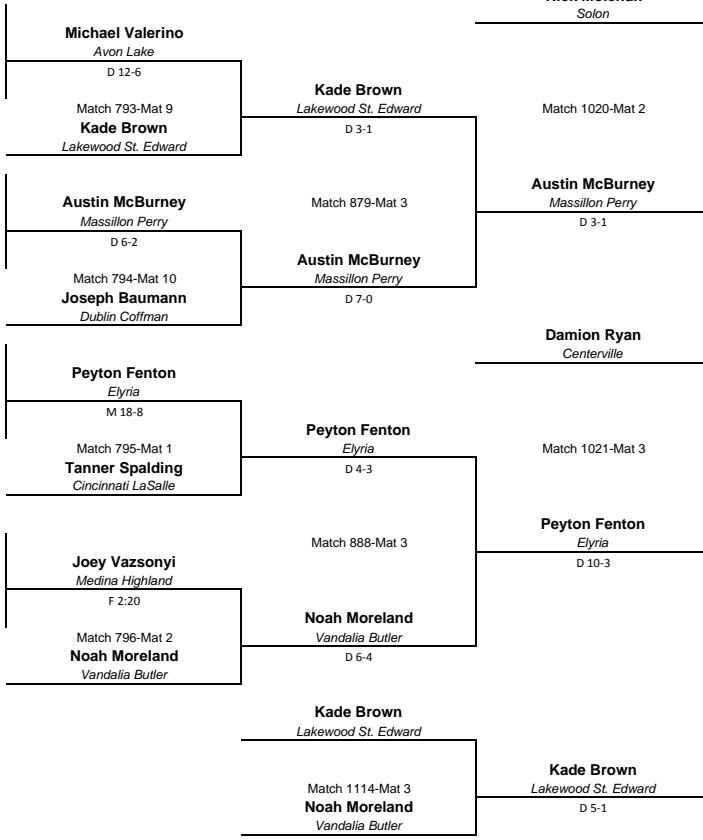 Solon
Michael Valerino
Avon Lake
D 12-6
Match 793-Mat 9
Kade Brown
Lakewood St. Edward
Kade Brown
Lakewood St. Edward
D 3-1
Match 1020-Mat 2
Austin McBurney
Massillon Perry
D 6-2
Match 794-Mat 10
Joseph Baumann
Dublin Coffman
Match 879-Mat 3
Austin McBurney
Massillon Perry
D 7-0
Austin McBurney
Massillon Perry
D 3-1
Damion Ryan
Centerville
Peyton Fenton
Elyria
M 18-8
Match 795-Mat 1
Tanner Spalding
Cincinnati LaSalle
Peyton Fenton
Elyria
D 4-3
Match 1021-Mat 3
Joey Vazsonyi
Medina Highland
F 2:20
Match 796-Mat 2
Noah Moreland
Vandalia Butler
Match 888-Mat 3
Noah Moreland
Vandalia Butler
D 6-4
Peyton Fenton
Elyria
D 10-3
Kade Brown
Lakewood St. Edward
Match 1114-Mat 3
Noah Moreland
Vandalia Butler
Kade Brown
Lakewood St. Edward
D 5-1